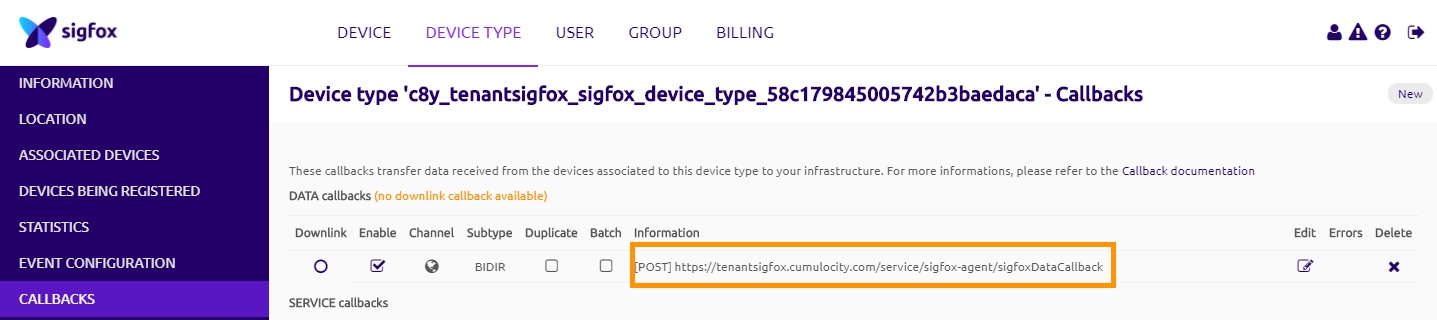 sigfox
DEVICE DEVICE TYPE USER GROUP BILLING
INFORMATION
LOCATION
ASSOCIATED DEVICES
DEVICES BEING REGISTERED
STATISTICS
EVENT CONFIGURATION
CALLBACKS
Device type 'c8y_tenantsigfox_sigfox_device_type_58c179845005742b3baedaca' - Callbacks
New
These callbacks transfer data received from the devices associated to this device type to your infrastructure. For more informations, please refer to the Callback documentation
DATA callbacks (no downlink callback available)
Downlink Enable Channel Subtype Duplicate Batch Information Edit Errors Delete
BIDIR [POST] https://tenantsigfox.cumulocity.com/service/sigfox-agent/sigfoxDataCallback
SERVICE callbacks